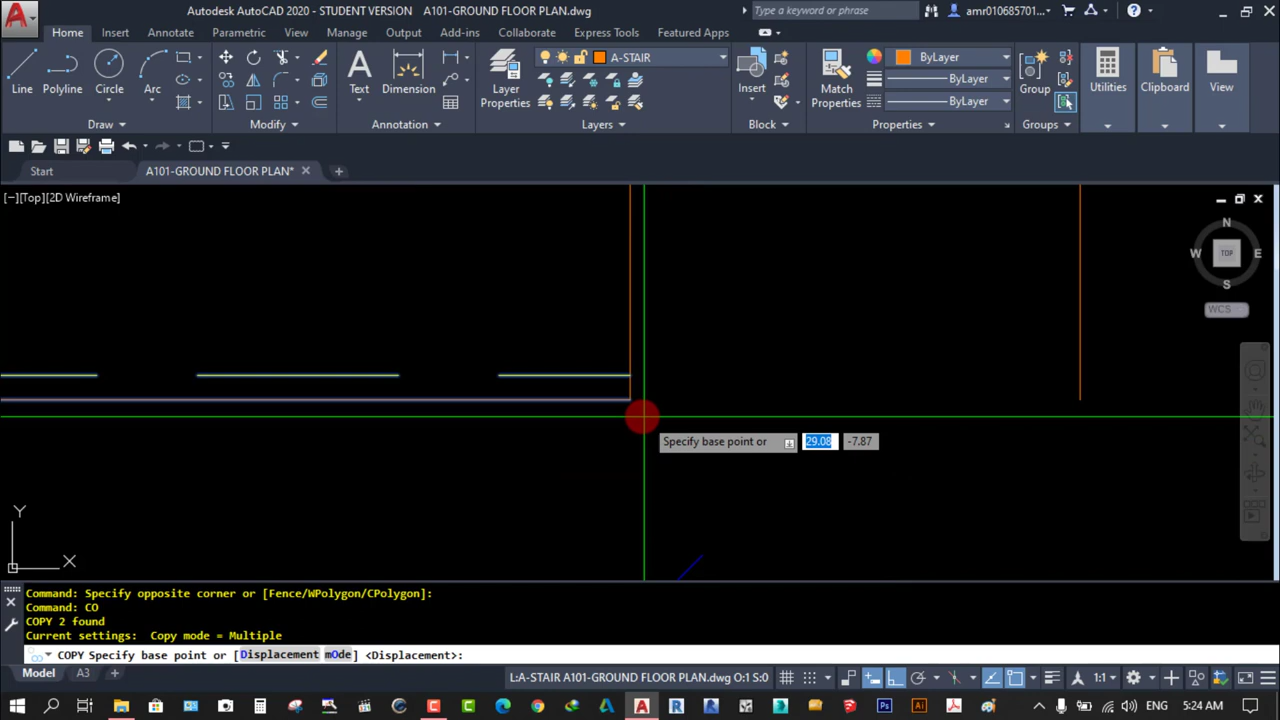 Autodesk AutoCAD 2020 - STUDENT VERSION A101-GROUND FLOOR PLAN.dwg
Type a keyword or phrase
amr010685701...
Home Insert Annotate Parametric View Manage Output Add-ins Collaborate Express Tools Featured Apps
A-STAIR
ByLayer
ByLayer
ByLayer
Line Polyline Circle Arc Text Dimension Layer Properties Insert Match Properties Group Utilities Clipboard View
Draw Modify Annotation Layers Block Properties Groups
Start A101-GROUND FLOOR PLAN*
[−][Top][2D Wireframe]
N
W TOP E
S
WCS
Specify base point or 29.08 -7.87
Y
X
Command: Specify opposite corner or [Fence/WPolygon/CPolygon]:
Command: CO
COPY 2 found
Current settings:  Copy mode = Multiple
COPY Specify base point or [Displacement mOde] <Displacement>:
Model A3
L:A-STAIR A101-GROUND FLOOR PLAN.dwg O:1 S:0
1:1
5:24 AM